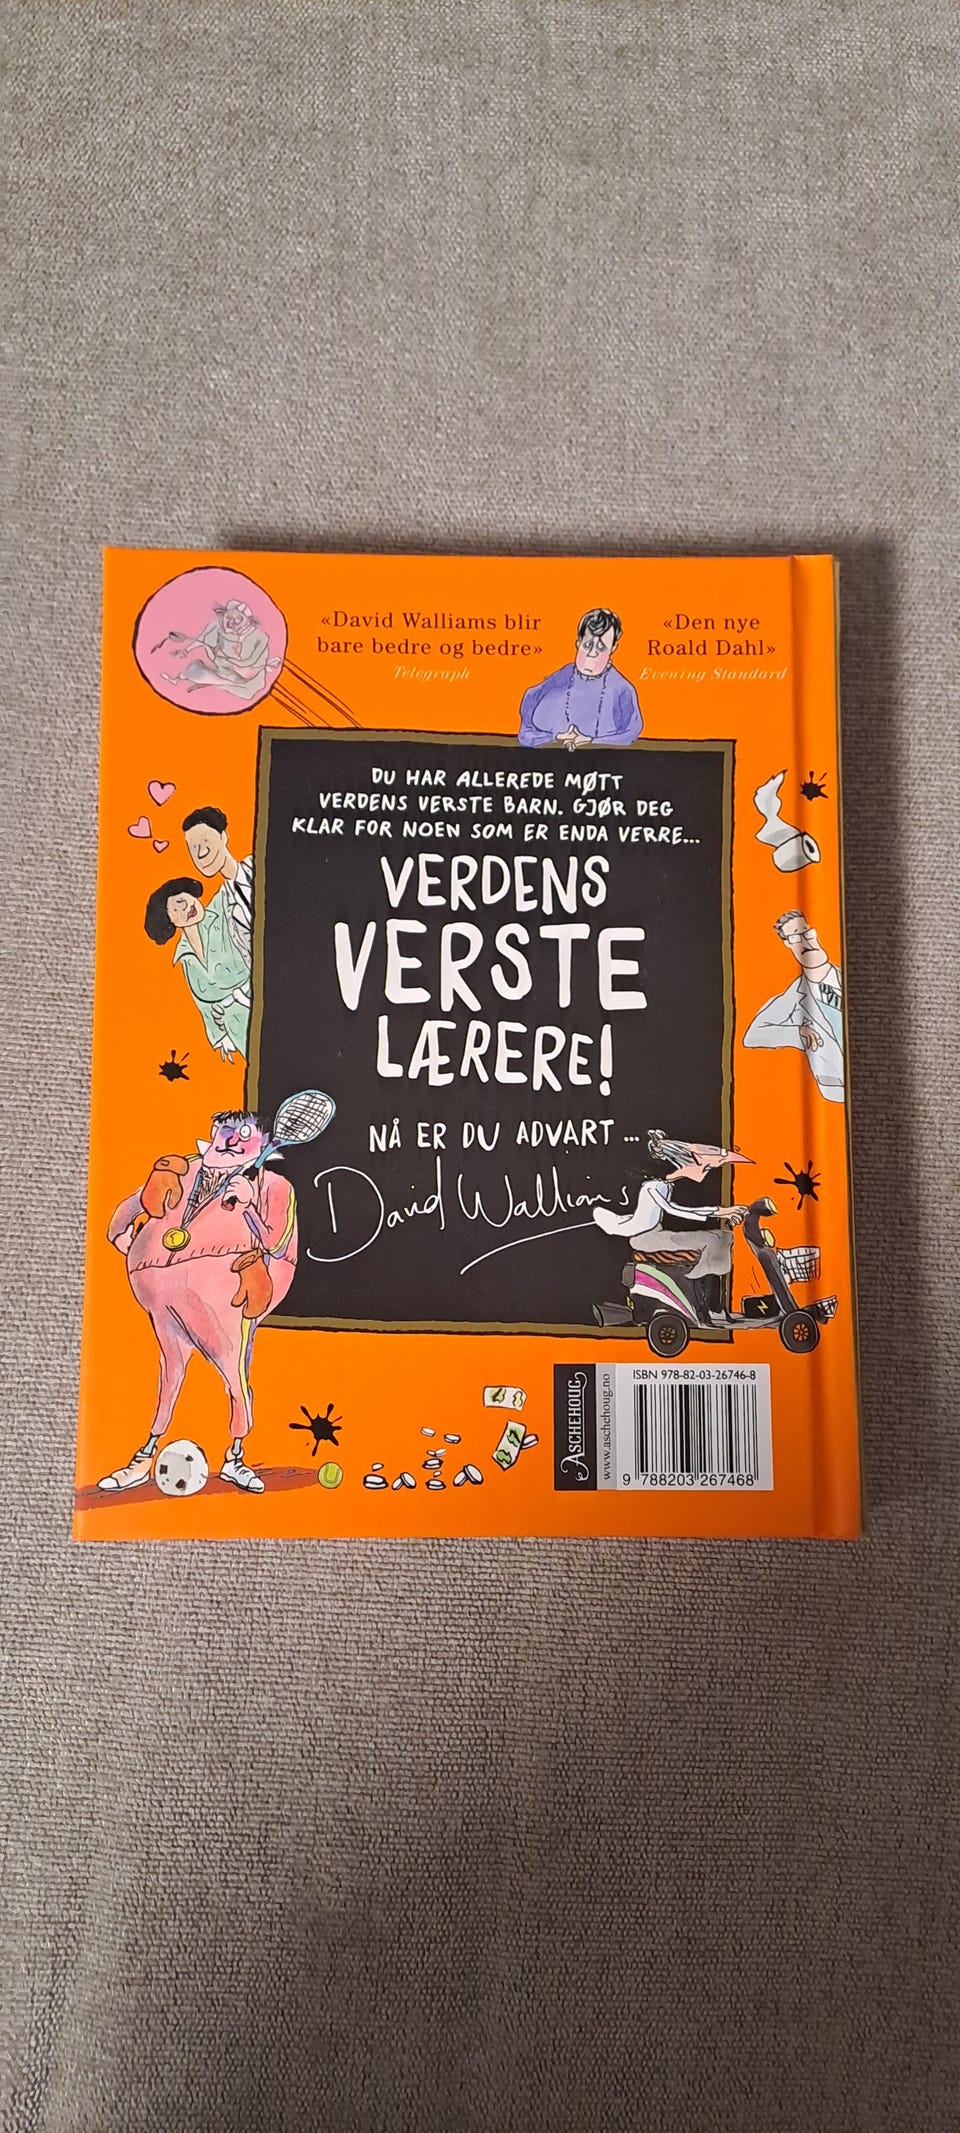 «David Walliams blir
bare bedre og bedre»
Telegraph
«Den nye
Roald Dahl»
Evening Standard
DU HAR ALLEREDE MØTT
VERDENS VERSTE BARN. GJØR DEG
KLAR FOR NOEN SOM ER ENDA VERRE...
VERDENS
VERSTE
LÆRERE!
NÅ ER DU ADVART ...
David Walliams
ASCHEHOUG
www.aschehoug.no
ISBN 978-82-03-26746-8
9 788203 267468